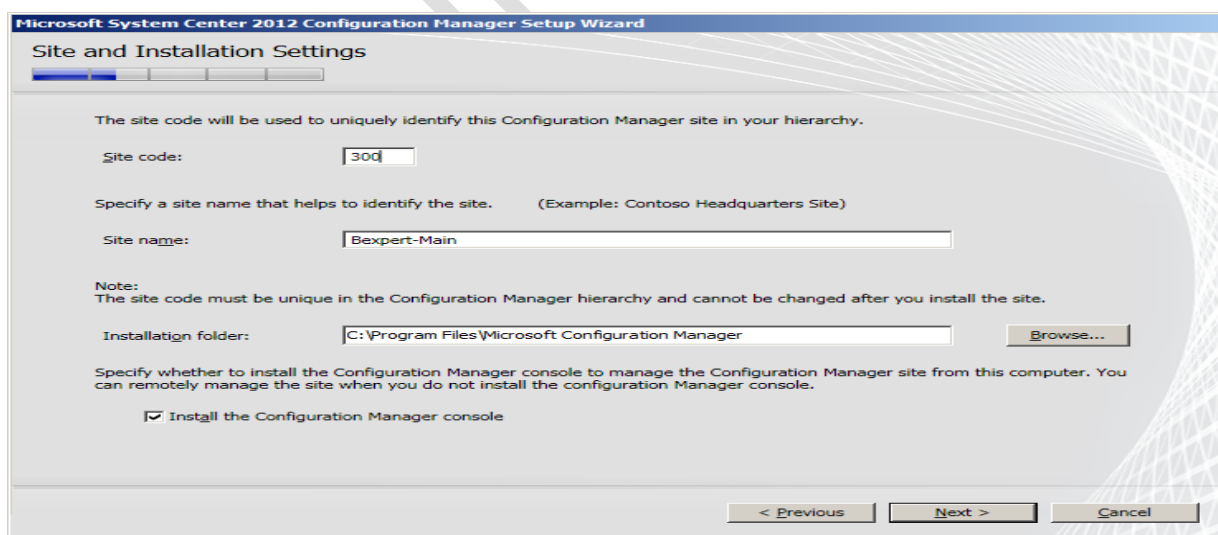 Microsoft System Center 2012 Configuration Manager Setup Wizard
Site and Installation Settings
The site code will be used to uniquely identify this Configuration Manager site in your hierarchy.
Site code: 300
Specify a site name that helps to identify the site. (Example: Contoso Headquarters Site)
Site name: Bexpert-Main
Note:
The site code must be unique in the Configuration Manager hierarchy and cannot be changed after you install the site.
Installation folder: C:\Program Files\Microsoft Configuration Manager Browse...
Specify whether to install the Configuration Manager console to manage the Configuration Manager site from this computer. You
can remotely manage the site when you do not install the configuration Manager console.
Install the Configuration Manager console
< Previous Next > Cancel